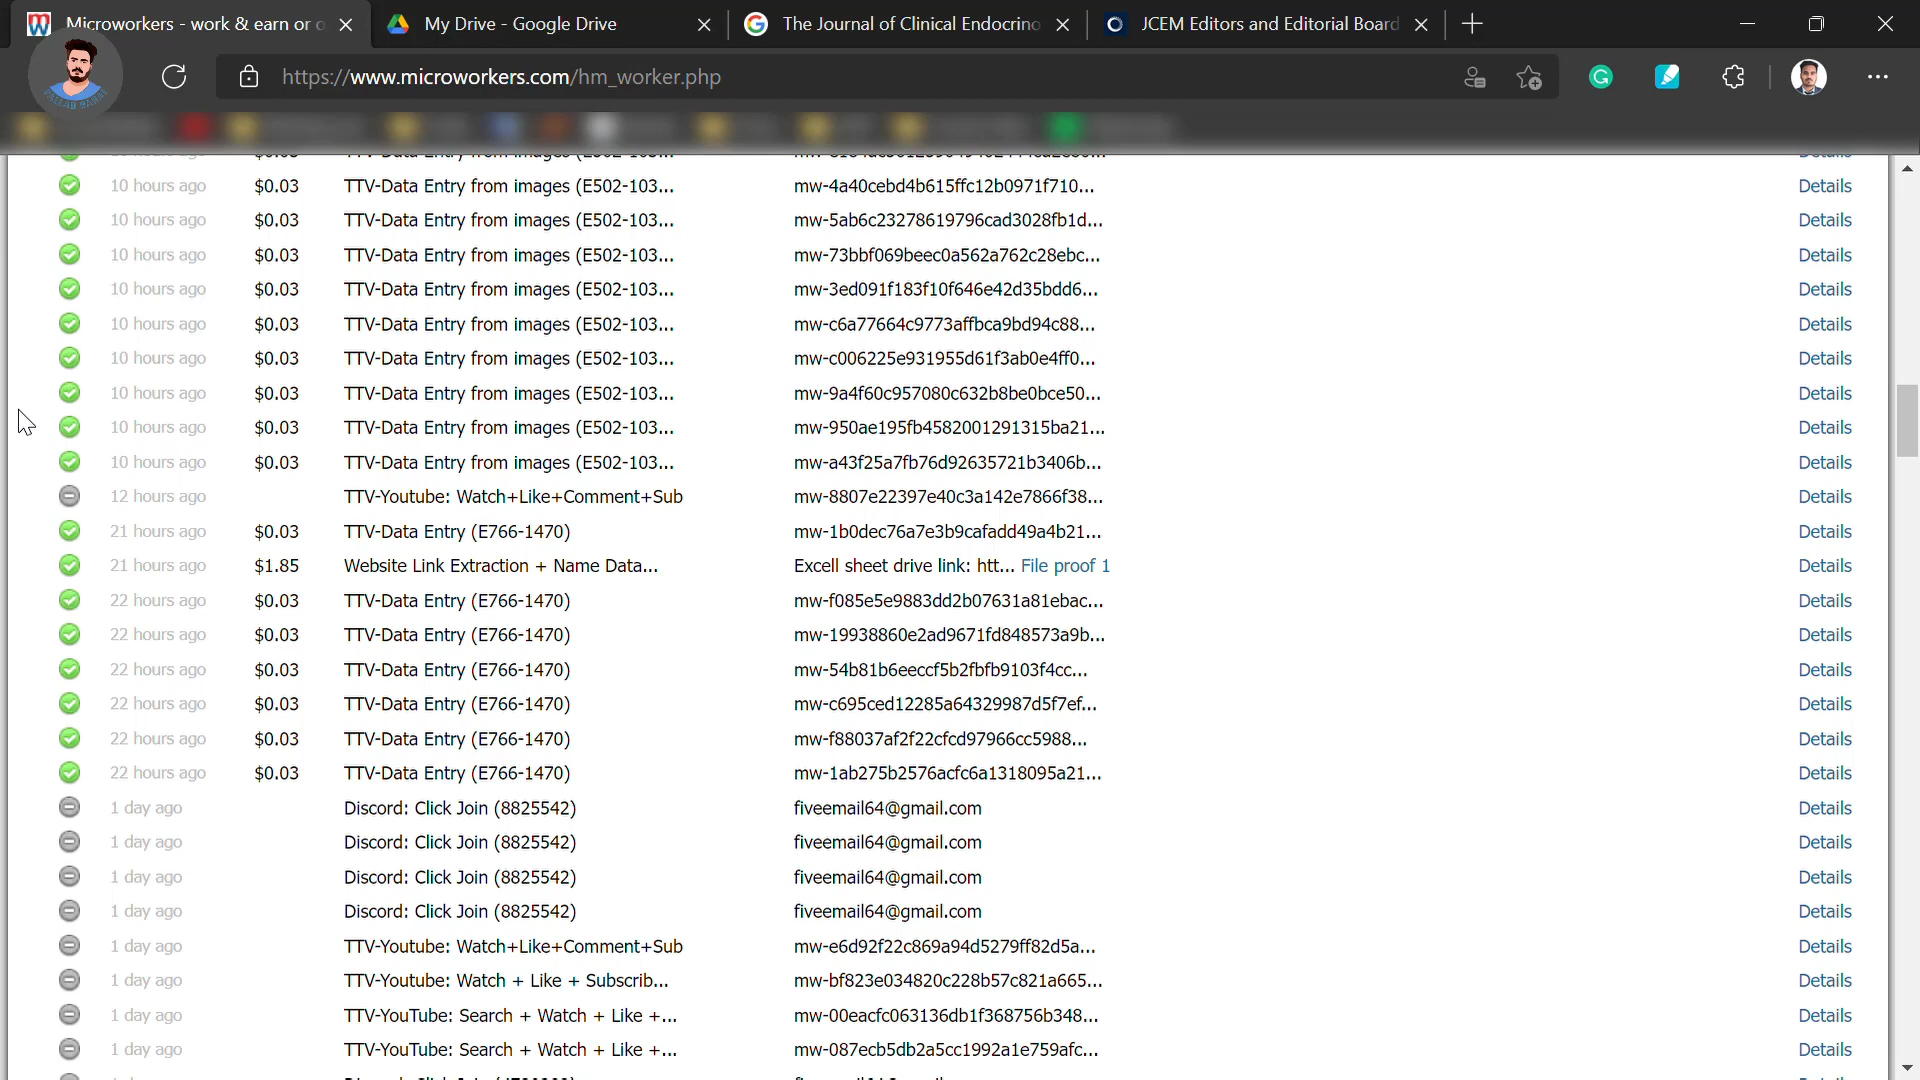 Microworkers - work & earn or o
My Drive - Google Drive
The Journal of Clinical Endocrino
JCEM Editors and Editorial Board
https://www.microworkers.com/hm_worker.php
10 hours ago $0.03 TTV-Data Entry from images (E502-103... mw-4a40cebd4b615ffc12b0971f710... Details
10 hours ago $0.03 TTV-Data Entry from images (E502-103... mw-5ab6c23278619796cad3028fb1d... Details
10 hours ago $0.03 TTV-Data Entry from images (E502-103... mw-73bbf069beec0a562a762c28ebc... Details
10 hours ago $0.03 TTV-Data Entry from images (E502-103... mw-3ed091f183f10f646e42d35bdd6... Details
10 hours ago $0.03 TTV-Data Entry from images (E502-103... mw-c6a77664c9773affbca9bd94c88... Details
10 hours ago $0.03 TTV-Data Entry from images (E502-103... mw-c006225e931955d61f3ab0e4ff0... Details
10 hours ago $0.03 TTV-Data Entry from images (E502-103... mw-9a4f60c957080c632b8be0bce50... Details
10 hours ago $0.03 TTV-Data Entry from images (E502-103... mw-950ae195fb4582001291315ba21... Details
10 hours ago $0.03 TTV-Data Entry from images (E502-103... mw-a43f25a7fb76d92635721b3406b... Details
12 hours ago TTV-Youtube: Watch+Like+Comment+Sub mw-8807e22397e40c3a142e7866f38... Details
21 hours ago $0.03 TTV-Data Entry (E766-1470) mw-1b0dec76a7e3b9cafadd49a4b21... Details
21 hours ago $1.85 Website Link Extraction + Name Data... Excell sheet drive link: htt... File proof 1 Details
22 hours ago $0.03 TTV-Data Entry (E766-1470) mw-f085e5e9883dd2b07631a81ebac... Details
22 hours ago $0.03 TTV-Data Entry (E766-1470) mw-19938860e2ad9671fd848573a9b... Details
22 hours ago $0.03 TTV-Data Entry (E766-1470) mw-54b81b6eeccf5b2fbfb9103f4cc... Details
22 hours ago $0.03 TTV-Data Entry (E766-1470) mw-c695ced12285a64329987d5f7ef... Details
22 hours ago $0.03 TTV-Data Entry (E766-1470) mw-f88037af2f22cfcd97966cc5988... Details
22 hours ago $0.03 TTV-Data Entry (E766-1470) mw-1ab275b2576acfc6a1318095a21... Details
1 day ago Discord: Click Join (8825542) fiveemail64@gmail.com Details
1 day ago Discord: Click Join (8825542) fiveemail64@gmail.com Details
1 day ago Discord: Click Join (8825542) fiveemail64@gmail.com Details
1 day ago Discord: Click Join (8825542) fiveemail64@gmail.com Details
1 day ago TTV-Youtube: Watch+Like+Comment+Sub mw-e6d92f22c869a94d5279ff82d5a... Details
1 day ago TTV-Youtube: Watch + Like + Subscrib... mw-bf823e034820c228b57c821a665... Details
1 day ago TTV-YouTube: Search + Watch + Like +... mw-00eacfc063136db1f368756b348... Details
1 day ago TTV-YouTube: Search + Watch + Like +... mw-087ecb5db2a5cc1992a1e759afc... Details